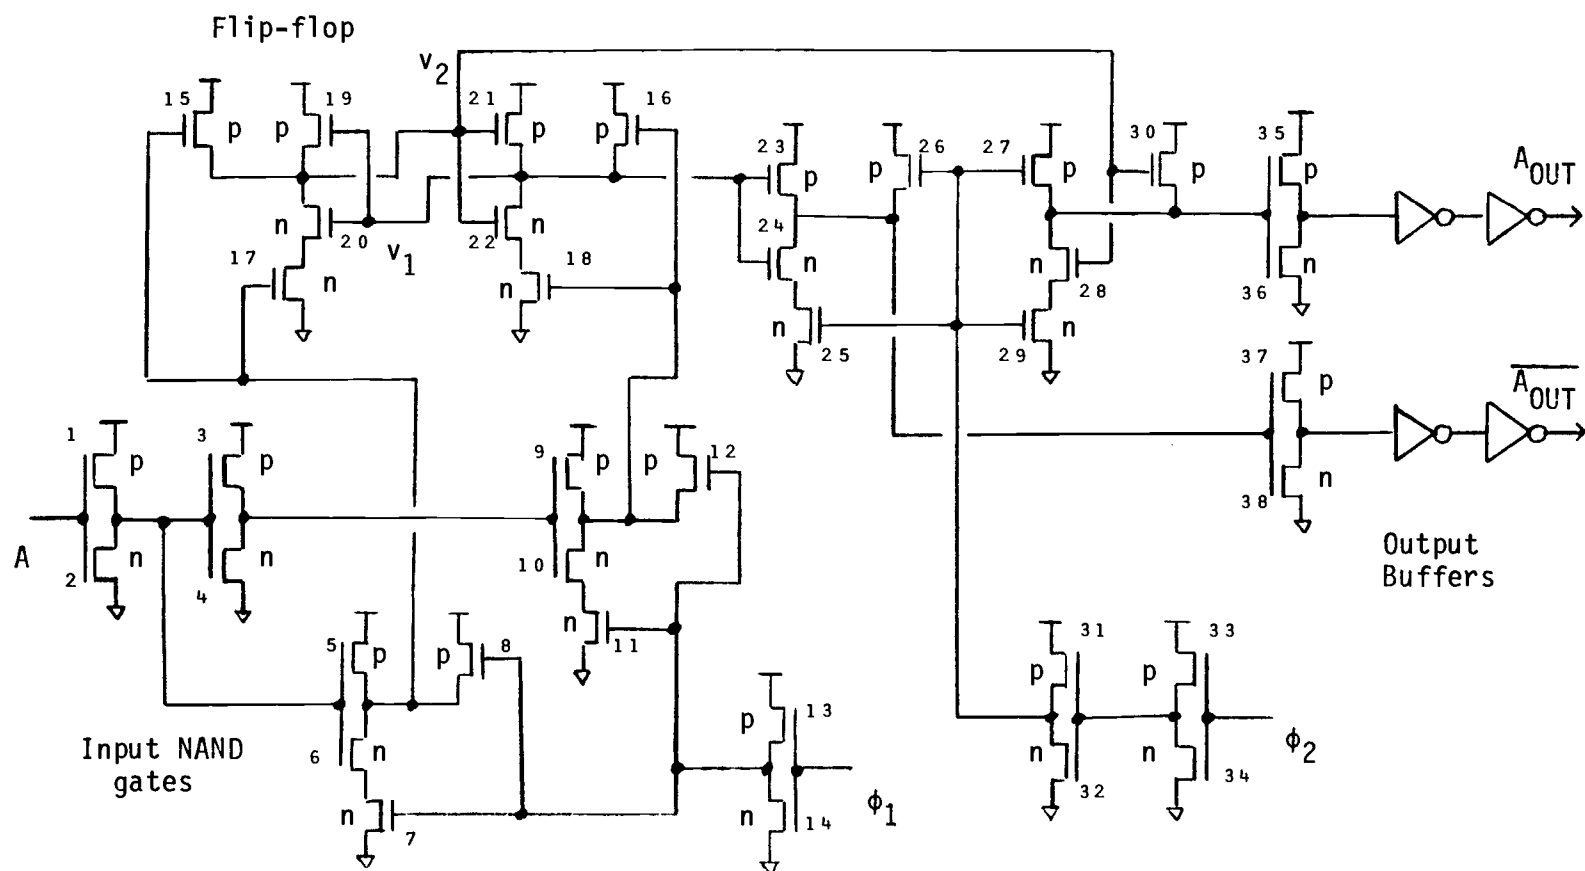 Flip-flop
v2
15 19 21 16
p p p p
23 26 27 30 35
p p p p p
AOUT
n 20 22 n
v1
24 n
17 n n 18
n 28 n
36
n 25 29 n
37
p
AOUT
1 3 9 12
p p p p
38 n
A
2 n 4 n 10 n
Output
Buffers
n 11
5 p p 8
31 33
p p
p 13
Input NAND
gates
6 n
n n
ϕ2
32 34
n 7
n 14
ϕ1